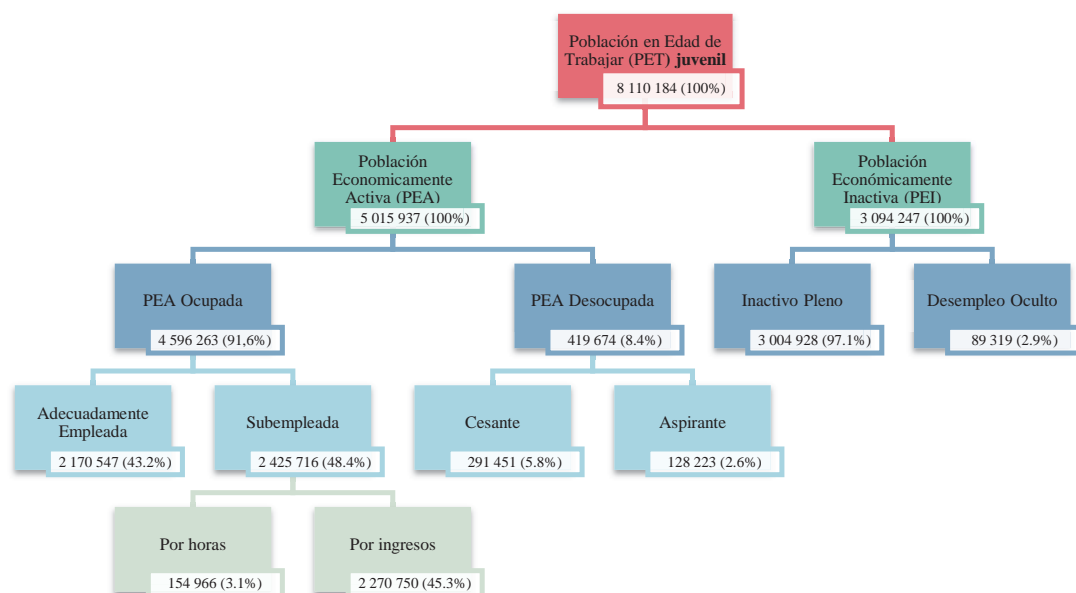 Población en Edad de
Trabajar (PET) juvenil
8 110 184 (100%)
Población
Economicamente
Activa (PEA)
5 015 937 (100%)
Población
Económicamente
Inactiva (PEI)
3 094 247 (100%)
PEA Ocupada
4 596 263 (91,6%)
PEA Desocupada
419 674 (8.4%)
Inactivo Pleno
3 004 928 (97.1%)
Desempleo Oculto
89 319 (2.9%)
Adecuadamente
Empleada
2 170 547 (43.2%)
Subempleada
2 425 716 (48.4%)
Cesante
291 451 (5.8%)
Aspirante
128 223 (2.6%)
Por horas
154 966 (3.1%)
Por ingresos
2 270 750 (45.3%)